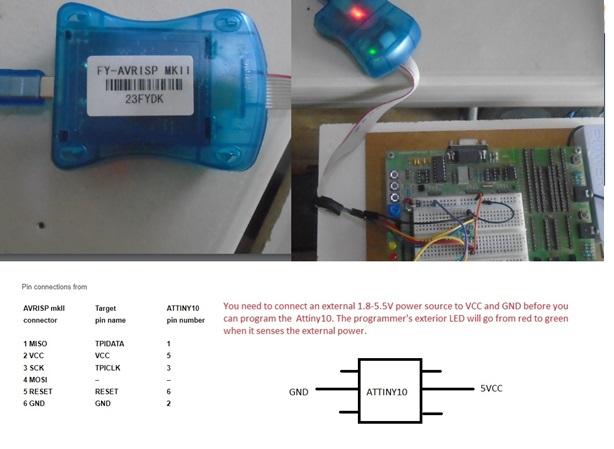 FY-AVRISP MKII
23FYDK
Pin connections from
AVRISP mkII Target ATTINY10
connector pin name pin number
1 MISO TPIDATA 1
2 VCC VCC 5
3 SCK TPICLK 3
4 MOSI – –
5 RESET RESET 6
6 GND GND 2
You need to connect an external 1.8-5.5V power source to VCC and GND before you
can program the Attiny10. The programmer's exterior LED will go from red to green
when it senses the external power.
GND ATTINY10 5VCC